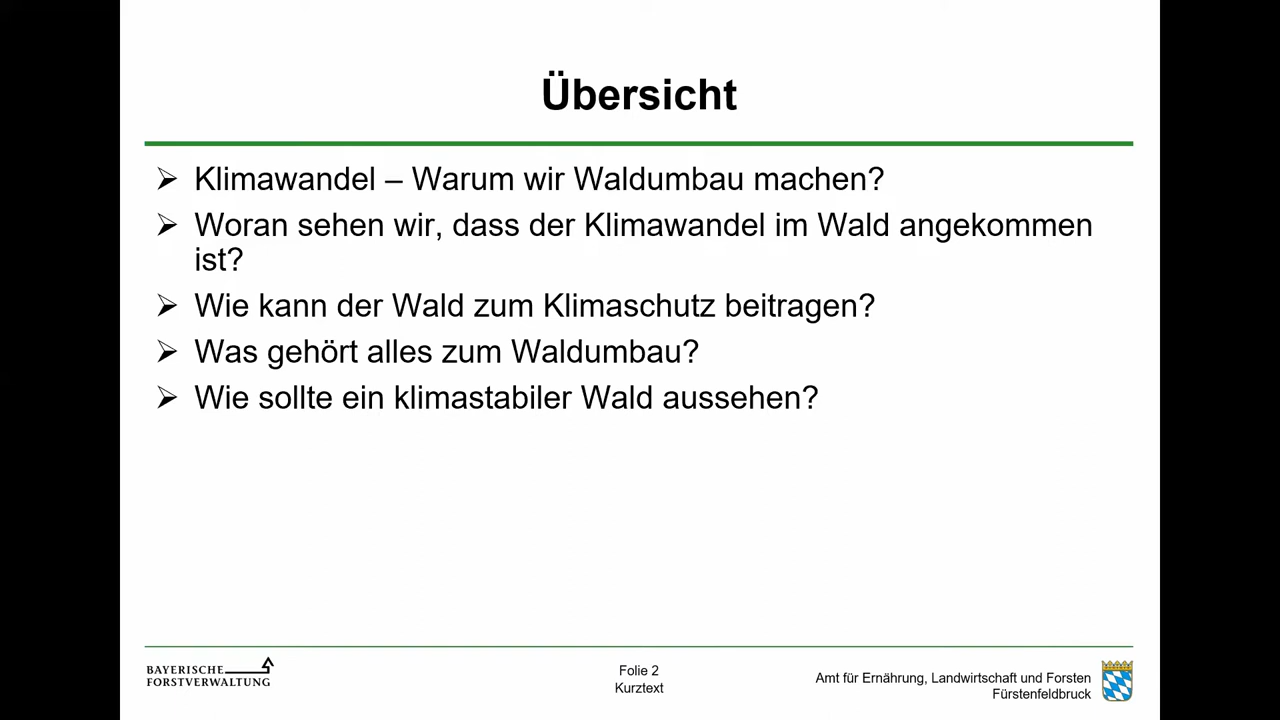 Übersicht
Klimawandel – Warum wir Waldumbau machen?
Woran sehen wir, dass der Klimawandel im Wald angekommen
ist?
Wie kann der Wald zum Klimaschutz beitragen?
Was gehört alles zum Waldumbau?
Wie sollte ein klimastabiler Wald aussehen?
BAYERISCHE
FORSTVERWALTUNG
Folie 2
Kurztext
Amt für Ernährung, Landwirtschaft und Forsten
Fürstenfeldbruck